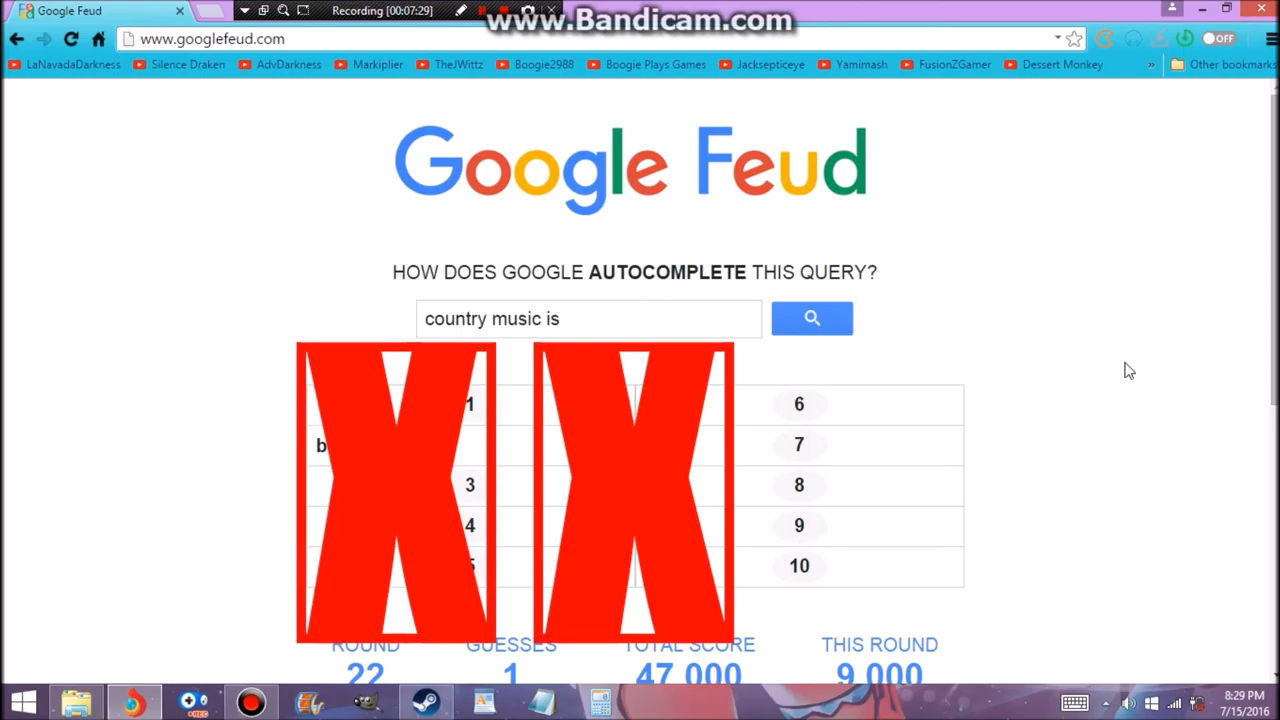 Google Feud
Recording [00:07:29]
www.Bandicam.com
www.googlefeud.com
OFF
LaNavadaDarkness
Silence Draken
AdvDarkness
Markiplier
TheJWittz
Boogie2988
Boogie Plays Games
Jacksepticeye
Yamimash
FusionZGamer
Dessert Monkey
»
Other bookmarks
Google Feud
HOW DOES GOOGLE AUTOCOMPLETE THIS QUERY?
country music is
X X
1 6
7
3 8
4 9
5 10
ROUND GUESSES TOTAL SCORE THIS ROUND
22 1 47,000 9,000
REC
8:29 PM
7/15/2016